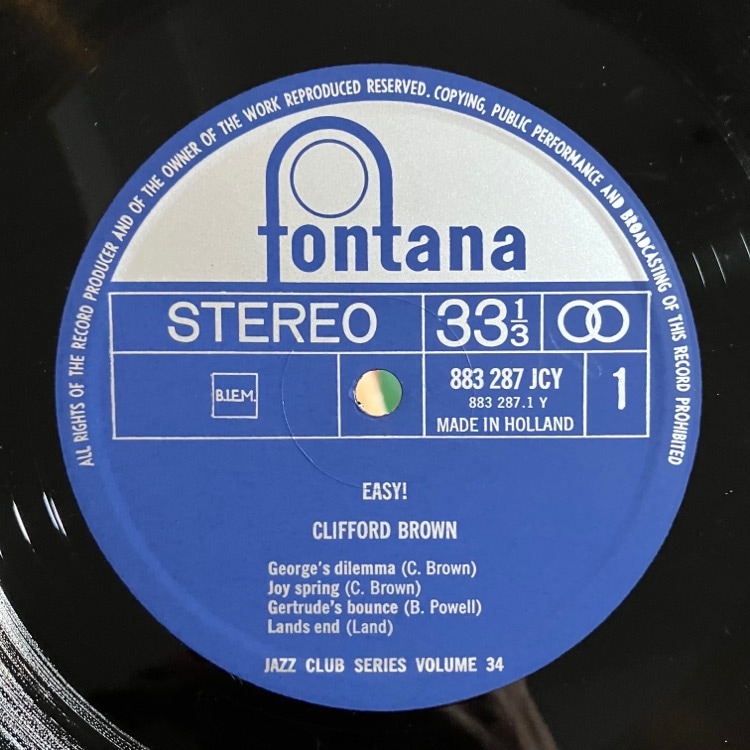 ALL RIGHTS OF THE RECORD PRODUCER AND OF THE OWNER OF THE WORK REPRODUCED RESERVED. COPYING, PUBLIC PERFORMANCE AND BROADCASTING OF THIS RECORD PROHIBITED
fontana
STEREO 33 1/3
B.I.E.M. 883 287 JCY 1
883 287.1 Y
MADE IN HOLLAND
EASY!
CLIFFORD BROWN
George's dilemma (C. Brown)
Joy spring (C. Brown)
Gertrude's bounce (B. Powell)
Lands end (Land)
JAZZ CLUB SERIES VOLUME 34